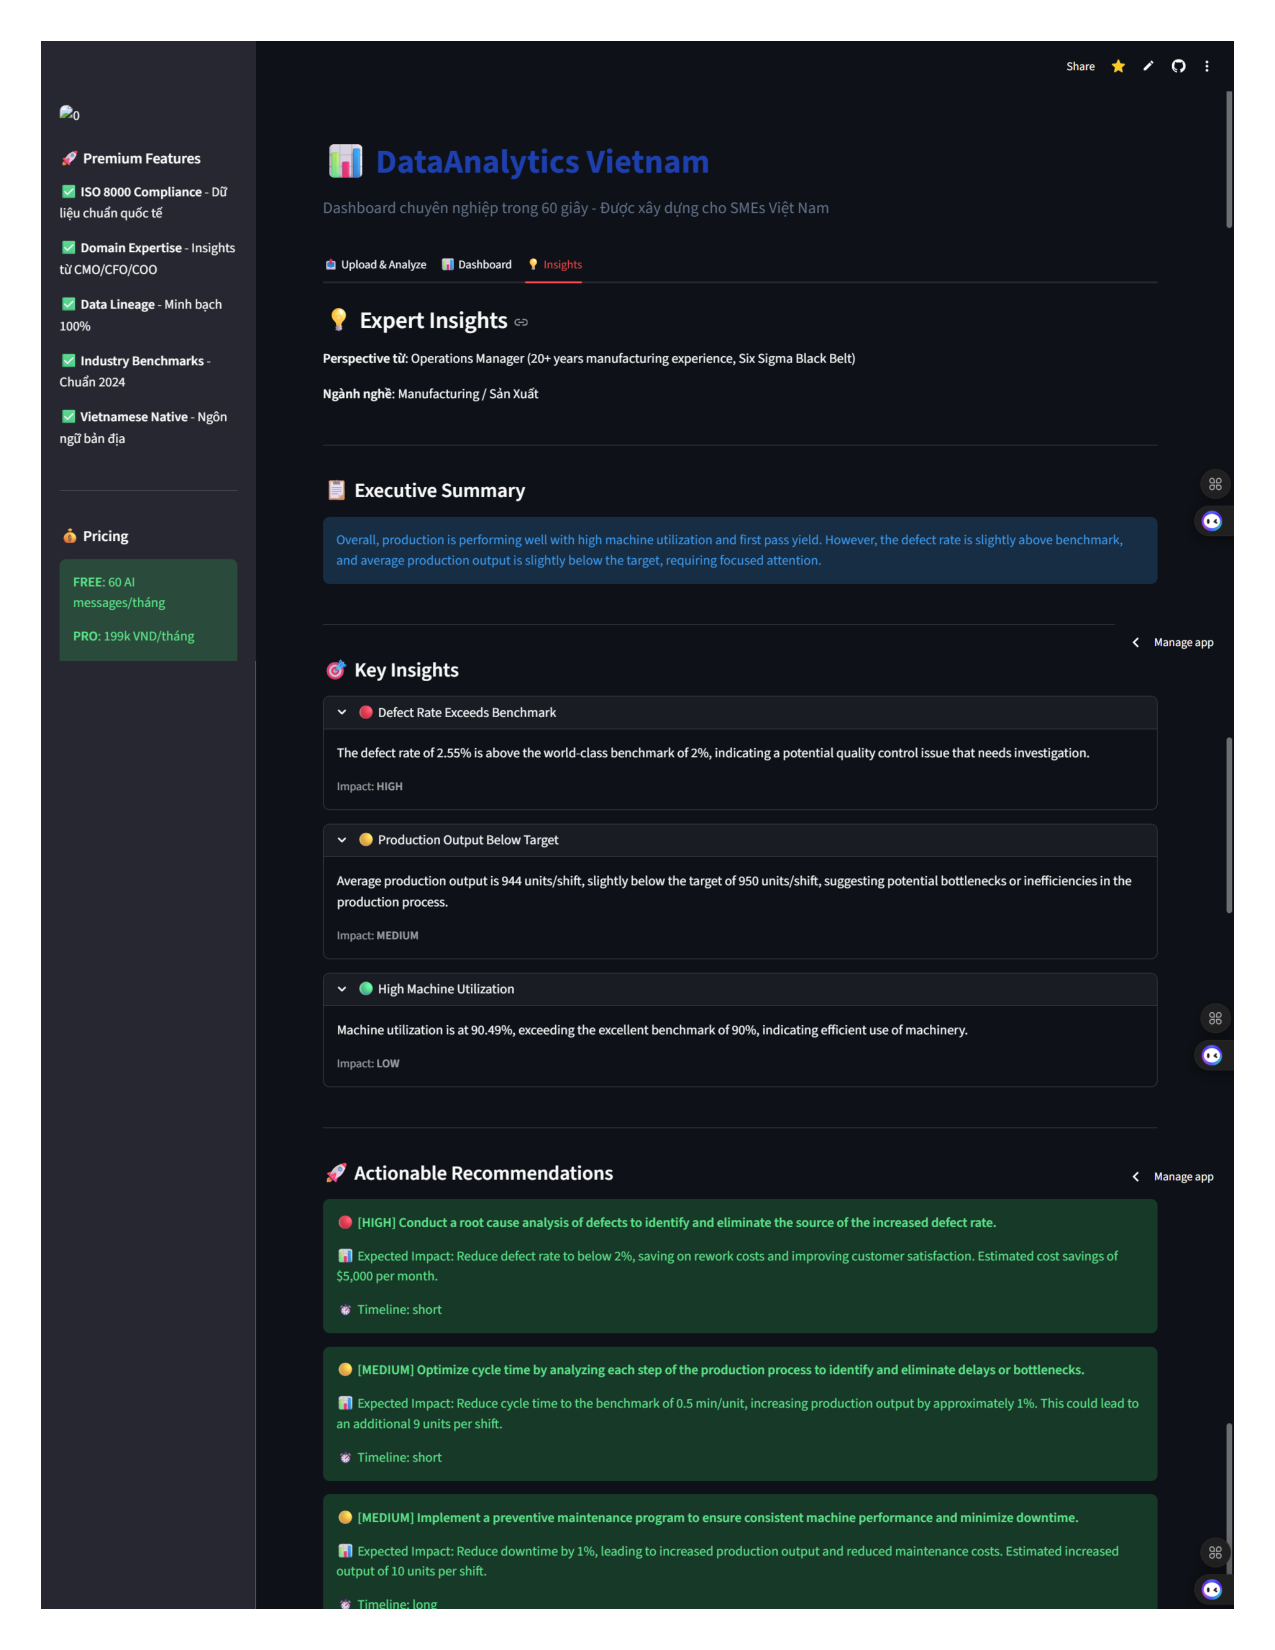 Share
0
Premium Features
ISO 8000 Compliance - Dữ
liệu chuẩn quốc tế
Domain Expertise - Insights
từ CMO/CFO/COO
Data Lineage - Minh bạch
100%
Industry Benchmarks -
Chuẩn 2024
Vietnamese Native - Ngôn
ngữ bản địa
Pricing
FREE: 60 AI
messages/tháng
PRO: 199k VND/tháng
DataAnalytics Vietnam
Dashboard chuyên nghiệp trong 60 giây - Được xây dựng cho SMEs Việt Nam
Upload & Analyze
Dashboard
Insights
Expert Insights
Perspective từ: Operations Manager (20+ years manufacturing experience, Six Sigma Black Belt)
Ngành nghề: Manufacturing / Sản Xuất
Executive Summary
Overall, production is performing well with high machine utilization and first pass yield. However, the defect rate is slightly above benchmark,
and average production output is slightly below the target, requiring focused attention.
Manage app
Key Insights
Defect Rate Exceeds Benchmark
The defect rate of 2.55% is above the world-class benchmark of 2%, indicating a potential quality control issue that needs investigation.
Impact: HIGH
Production Output Below Target
Average production output is 944 units/shift, slightly below the target of 950 units/shift, suggesting potential bottlenecks or inefficiencies in the
production process.
Impact: MEDIUM
High Machine Utilization
Machine utilization is at 90.49%, exceeding the excellent benchmark of 90%, indicating efficient use of machinery.
Impact: LOW
Actionable Recommendations
Manage app
[HIGH] Conduct a root cause analysis of defects to identify and eliminate the source of the increased defect rate.
Expected Impact: Reduce defect rate to below 2%, saving on rework costs and improving customer satisfaction. Estimated cost savings of
$5,000 per month.
Timeline: short
[MEDIUM] Optimize cycle time by analyzing each step of the production process to identify and eliminate delays or bottlenecks.
Expected Impact: Reduce cycle time to the benchmark of 0.5 min/unit, increasing production output by approximately 1%. This could lead to
an additional 9 units per shift.
Timeline: short
[MEDIUM] Implement a preventive maintenance program to ensure consistent machine performance and minimize downtime.
Expected Impact: Reduce downtime by 1%, leading to increased production output and reduced maintenance costs. Estimated increased
output of 10 units per shift.
Timeline: long